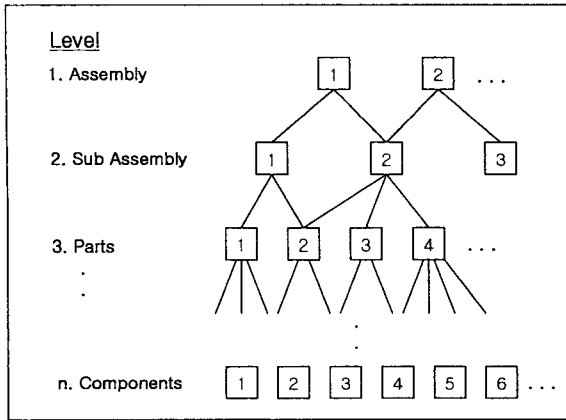 Level
1. Assembly 1 2 ...
2. Sub Assembly 1 2 3
3. Parts 1 2 3 4 ...
n. Components 1 2 3 4 5 6 ...